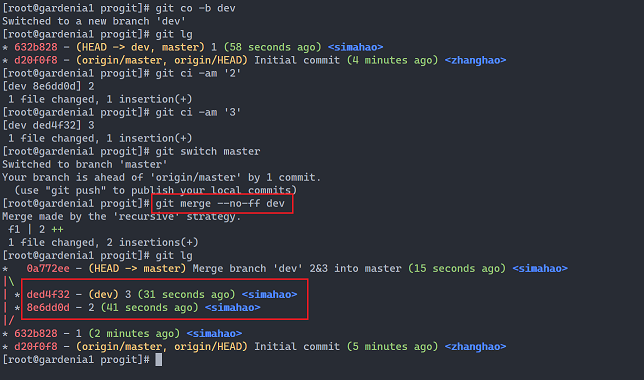 [root@gardenia1 progit]# git co -b dev
Switched to a new branch 'dev'
[root@gardenia1 progit]# git lg
* 632b828 - (HEAD -> dev, master) 1 (58 seconds ago) <simahao>
* d20f0f8 - (origin/master, origin/HEAD) Initial commit (4 minutes ago) <zhanghao>
[root@gardenia1 progit]# git ci -am '2'
[dev 8e6dd0d] 2
 1 file changed, 1 insertion(+)
[root@gardenia1 progit]# git ci -am '3'
[dev ded4f32] 3
 1 file changed, 1 insertion(+)
[root@gardenia1 progit]# git switch master
Switched to branch 'master'
Your branch is ahead of 'origin/master' by 1 commit.
  (use "git push" to publish your local commits)
[root@gardenia1 progit]# git merge --no-ff dev
Merge made by the 'recursive' strategy.
 f1 | 2 ++
 1 file changed, 2 insertions(+)
[root@gardenia1 progit]# git lg
*   0a772ee - (HEAD -> master) Merge branch 'dev' 2&3 into master (15 seconds ago) <simahao>
|\
| * ded4f32 - (dev) 3 (31 seconds ago) <simahao>
| * 8e6dd0d - 2 (41 seconds ago) <simahao>
|/
* 632b828 - 1 (2 minutes ago) <simahao>
* d20f0f8 - (origin/master, origin/HEAD) Initial commit (5 minutes ago) <zhanghao>
[root@gardenia1 progit]#